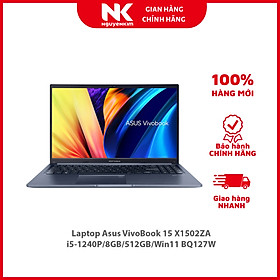 NK
NGUYENKIM
GIAN HÀNG
CHÍNH HÃNG
ASUS Vivobook
100%
HÀNG MỚI
Bảo hành
CHÍNH HÃNG
Giao hàng
NHANH
Laptop Asus VivoBook 15 X1502ZA
i5-1240P/8GB/512GB/Win11 BQ127W